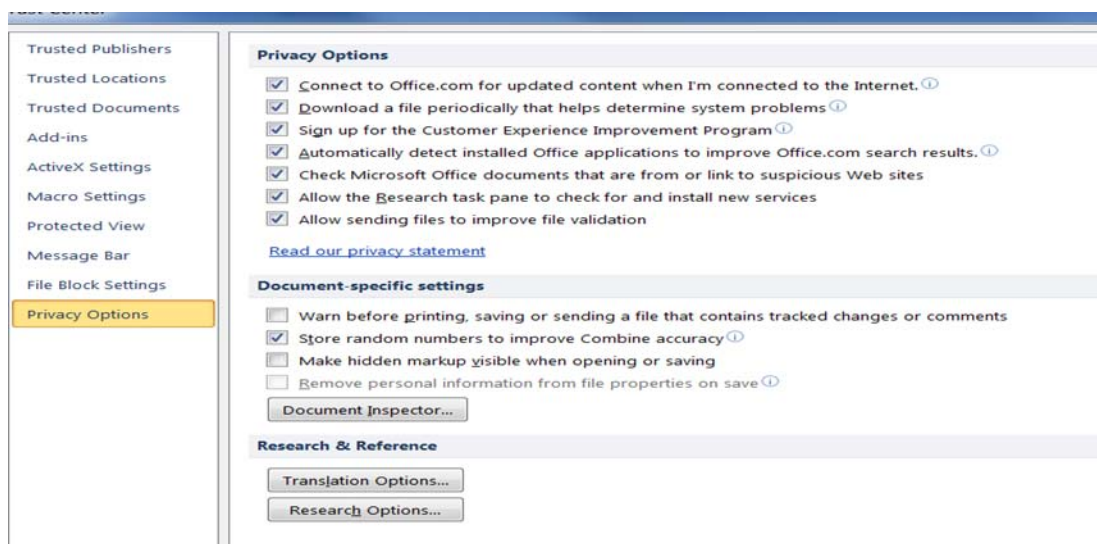 Trusted Publishers
Trusted Locations
Trusted Documents
Add-ins
ActiveX Settings
Macro Settings
Protected View
Message Bar
File Block Settings
Privacy Options
Privacy Options
Connect to Office.com for updated content when I'm connected to the Internet.
Download a file periodically that helps determine system problems
Sign up for the Customer Experience Improvement Program
Automatically detect installed Office applications to improve Office.com search results.
Check Microsoft Office documents that are from or link to suspicious Web sites
Allow the Research task pane to check for and install new services
Allow sending files to improve file validation
Read our privacy statement
Document-specific settings
Warn before printing, saving or sending a file that contains tracked changes or comments
Store random numbers to improve Combine accuracy
Make hidden markup visible when opening or saving
Remove personal information from file properties on save
Document Inspector...
Research & Reference
Translation Options...
Research Options...